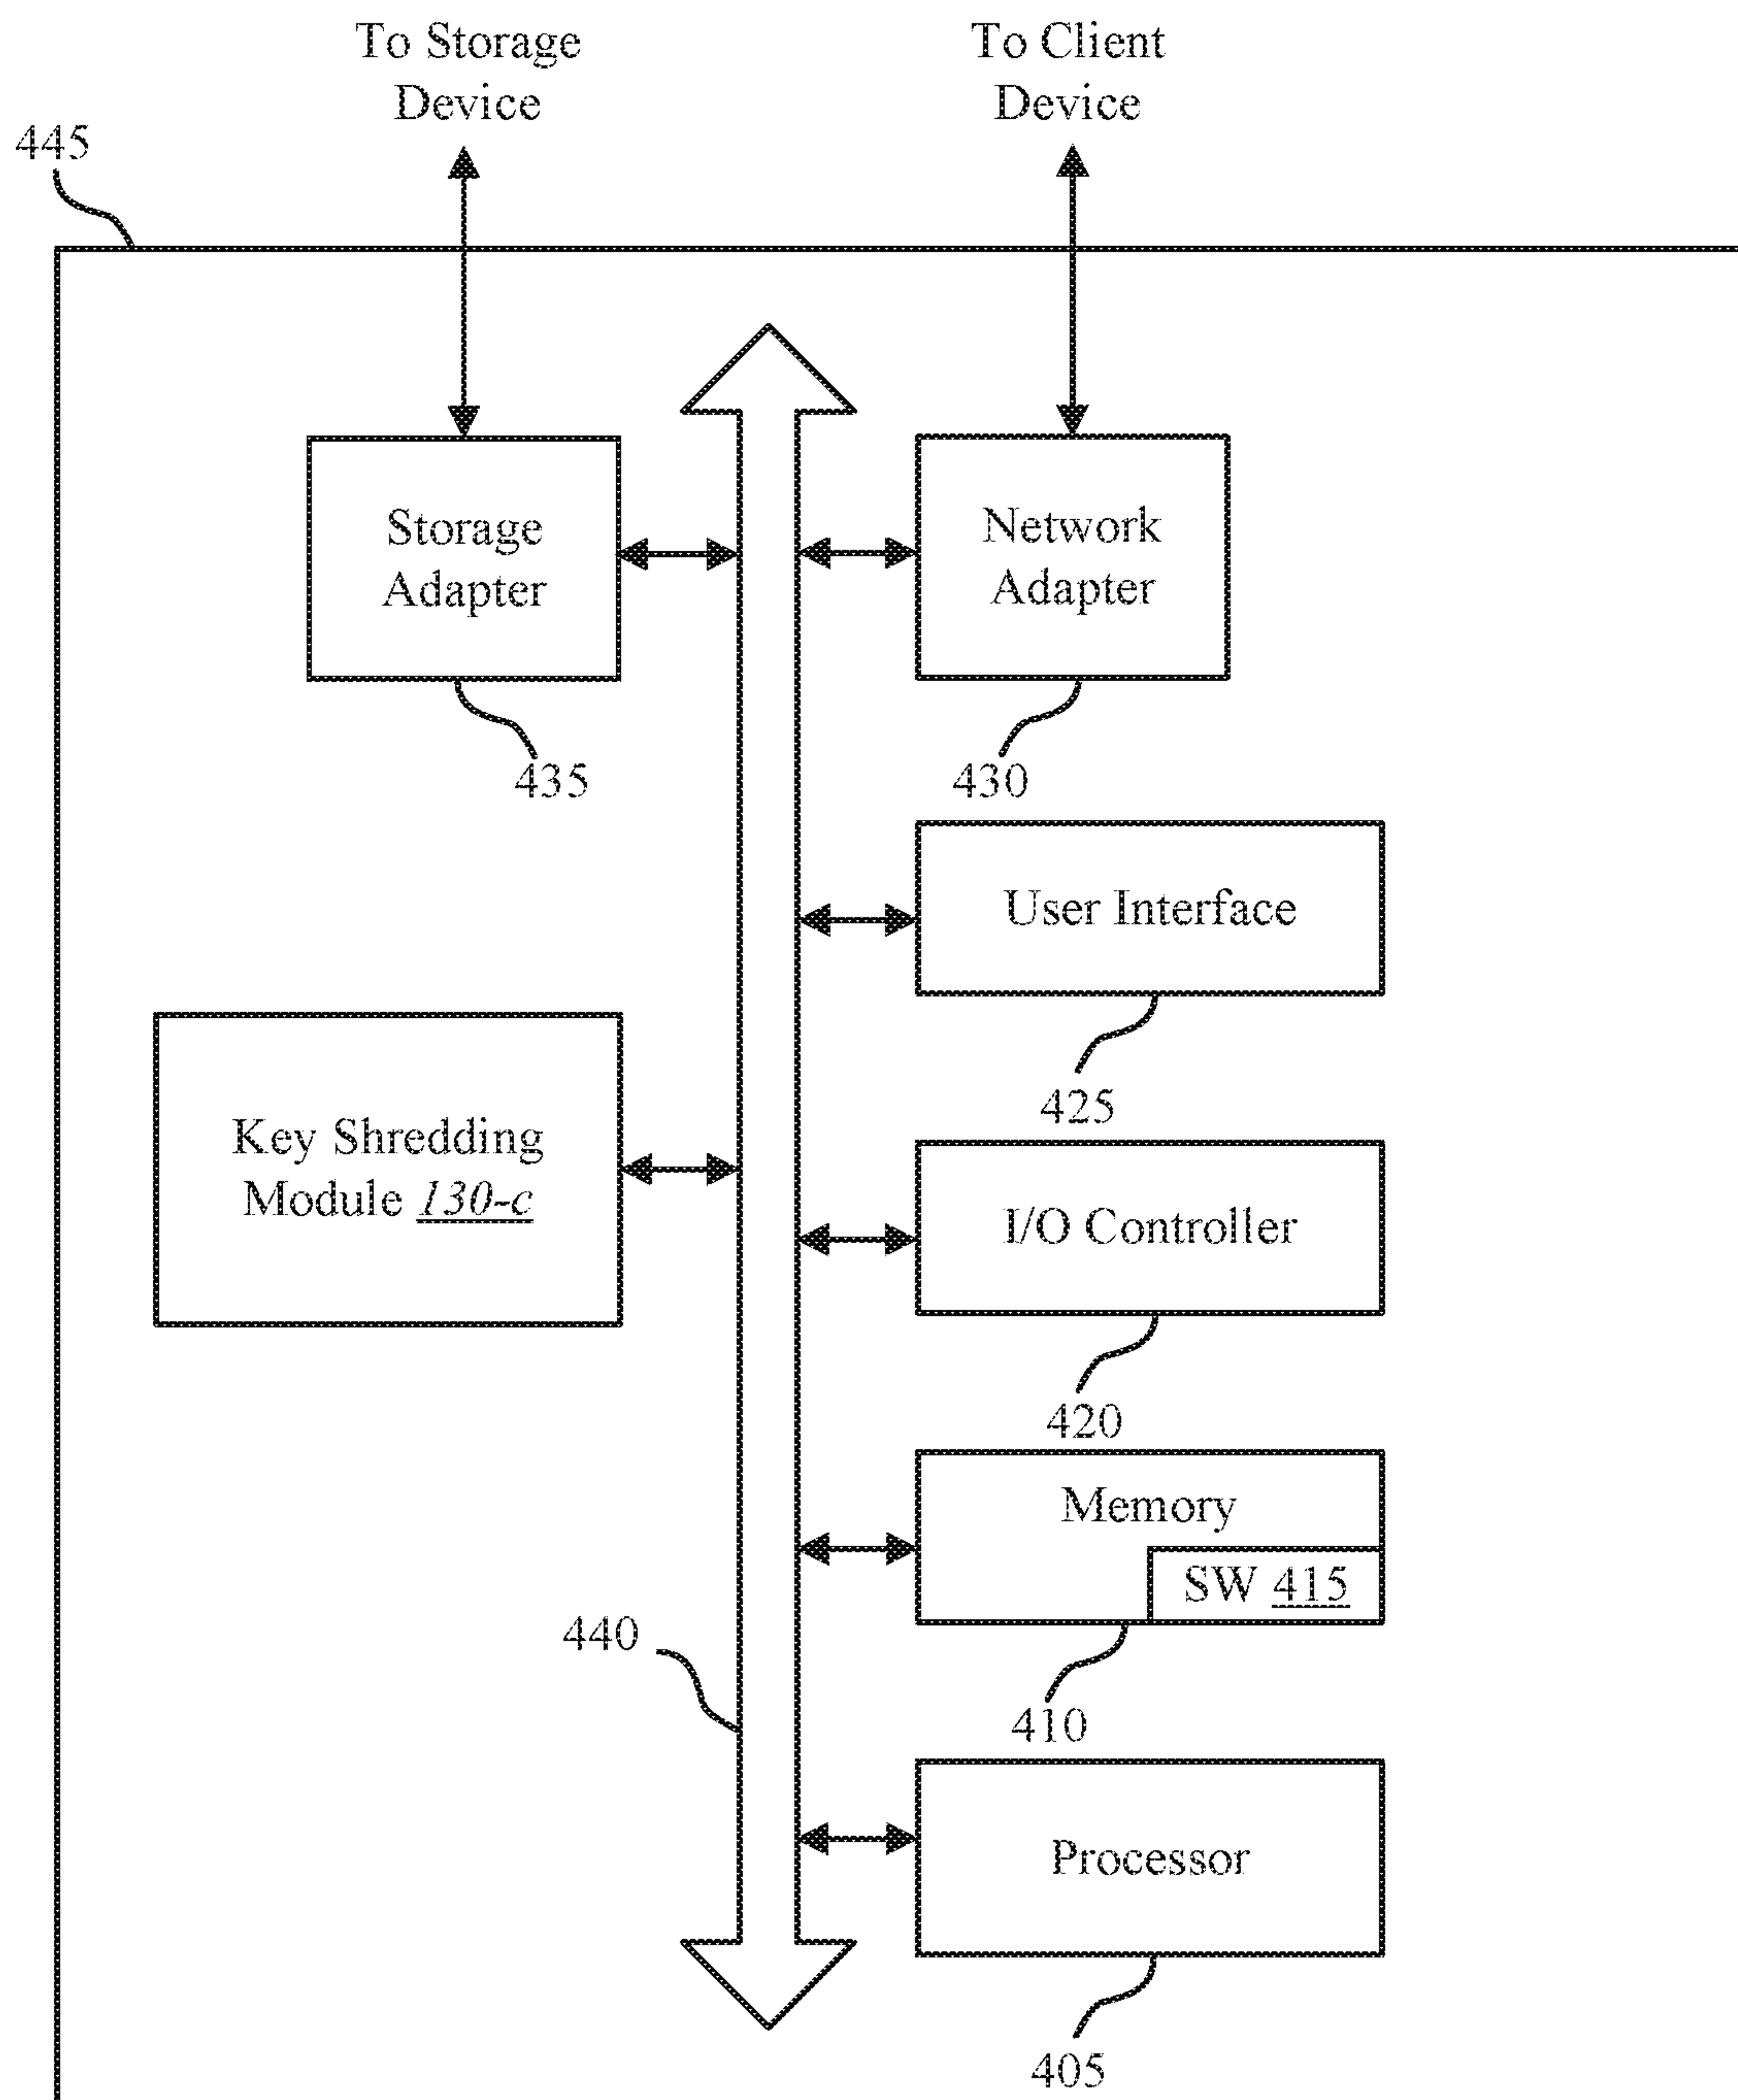 To Storage
Device
To Client
Device
445
Storage
Adapter
Network
Adapter
435
430
User Interface
425
Key Shredding
Module 130-c
I/O Controller
420
Memory
SW 415
440
410
Processor
405